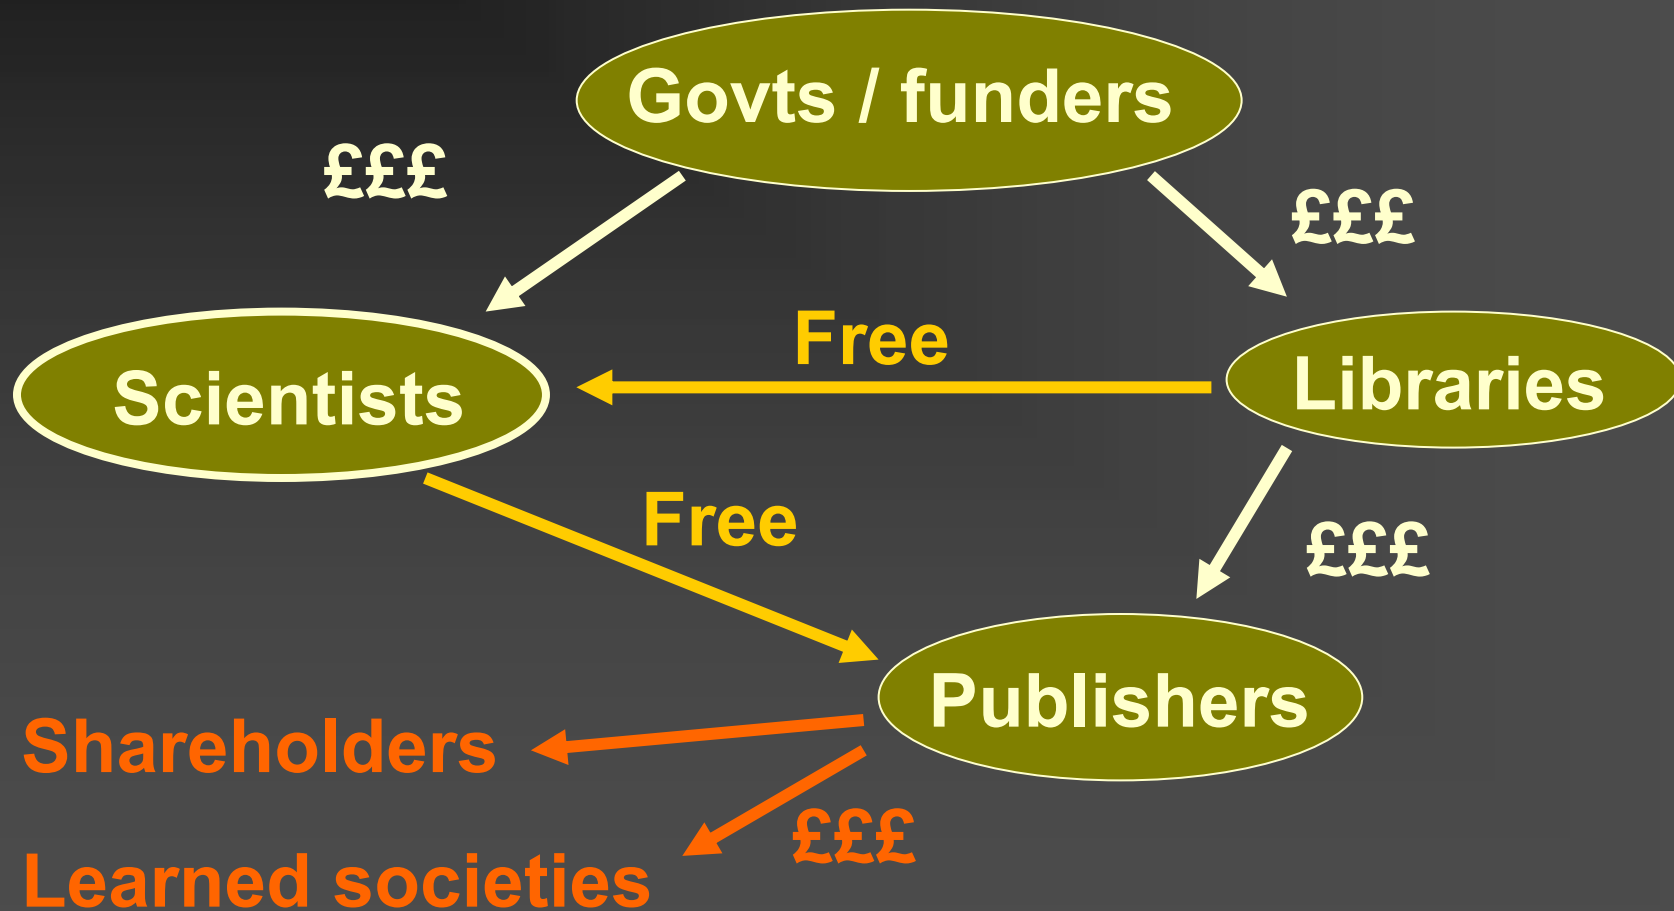 Govts / funders
£££
£££
Free
Scientists
Libraries
Free
£££
Publishers
Shareholders
£££
Learned societies